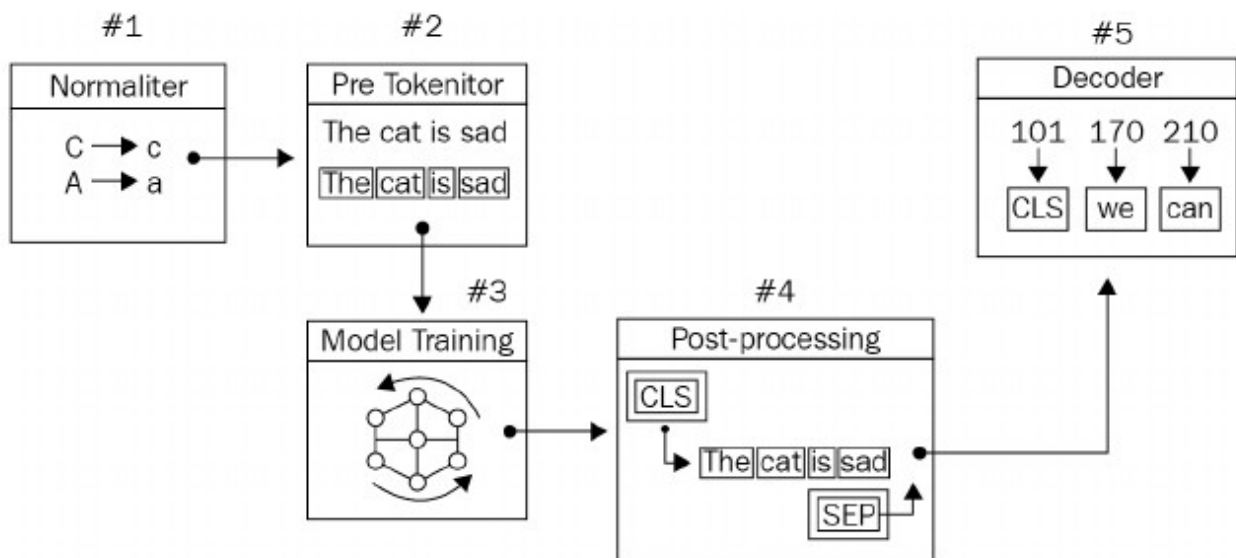 #1
Normaliter
C c
A a
#2
Pre Tokenitor
The cat is sad
The cat is sad
#3
Model Training
#4
Post-processing
CLS
The cat is sad
SEP
#5
Decoder
101 170 210
CLS we can